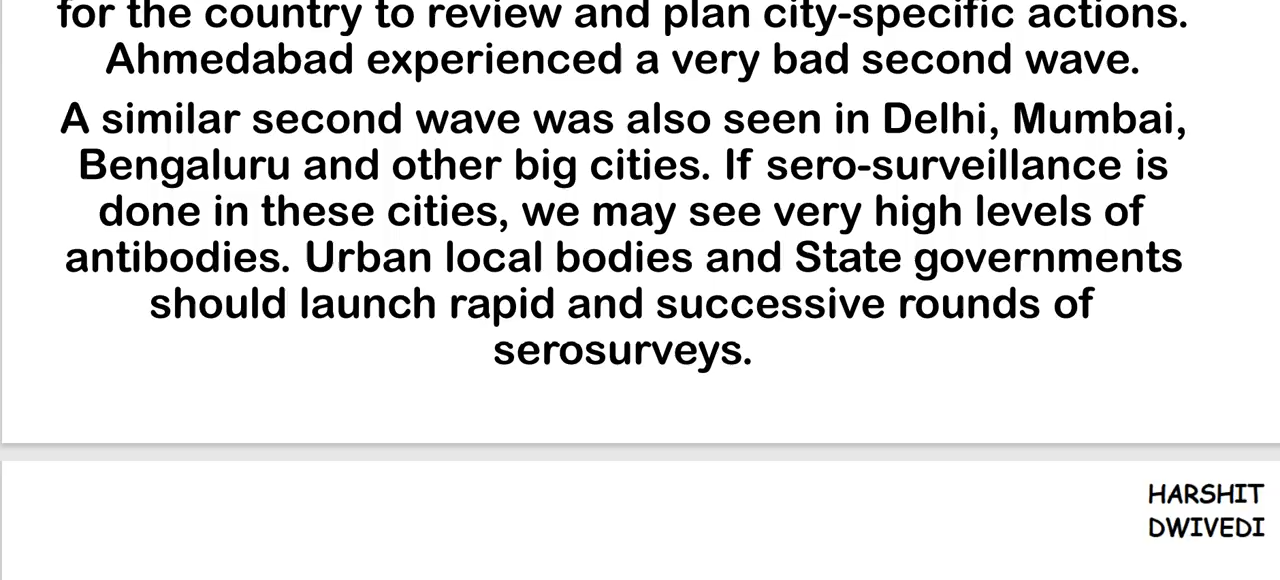 for the country to review and plan city-specific actions.
Ahmedabad experienced a very bad second wave.
A similar second wave was also seen in Delhi, Mumbai,
Bengaluru and other big cities. If sero-surveillance is
done in these cities, we may see very high levels of
antibodies. Urban local bodies and State governments
should launch rapid and successive rounds of
serosurveys.
HARSHIT
DWIVEDI